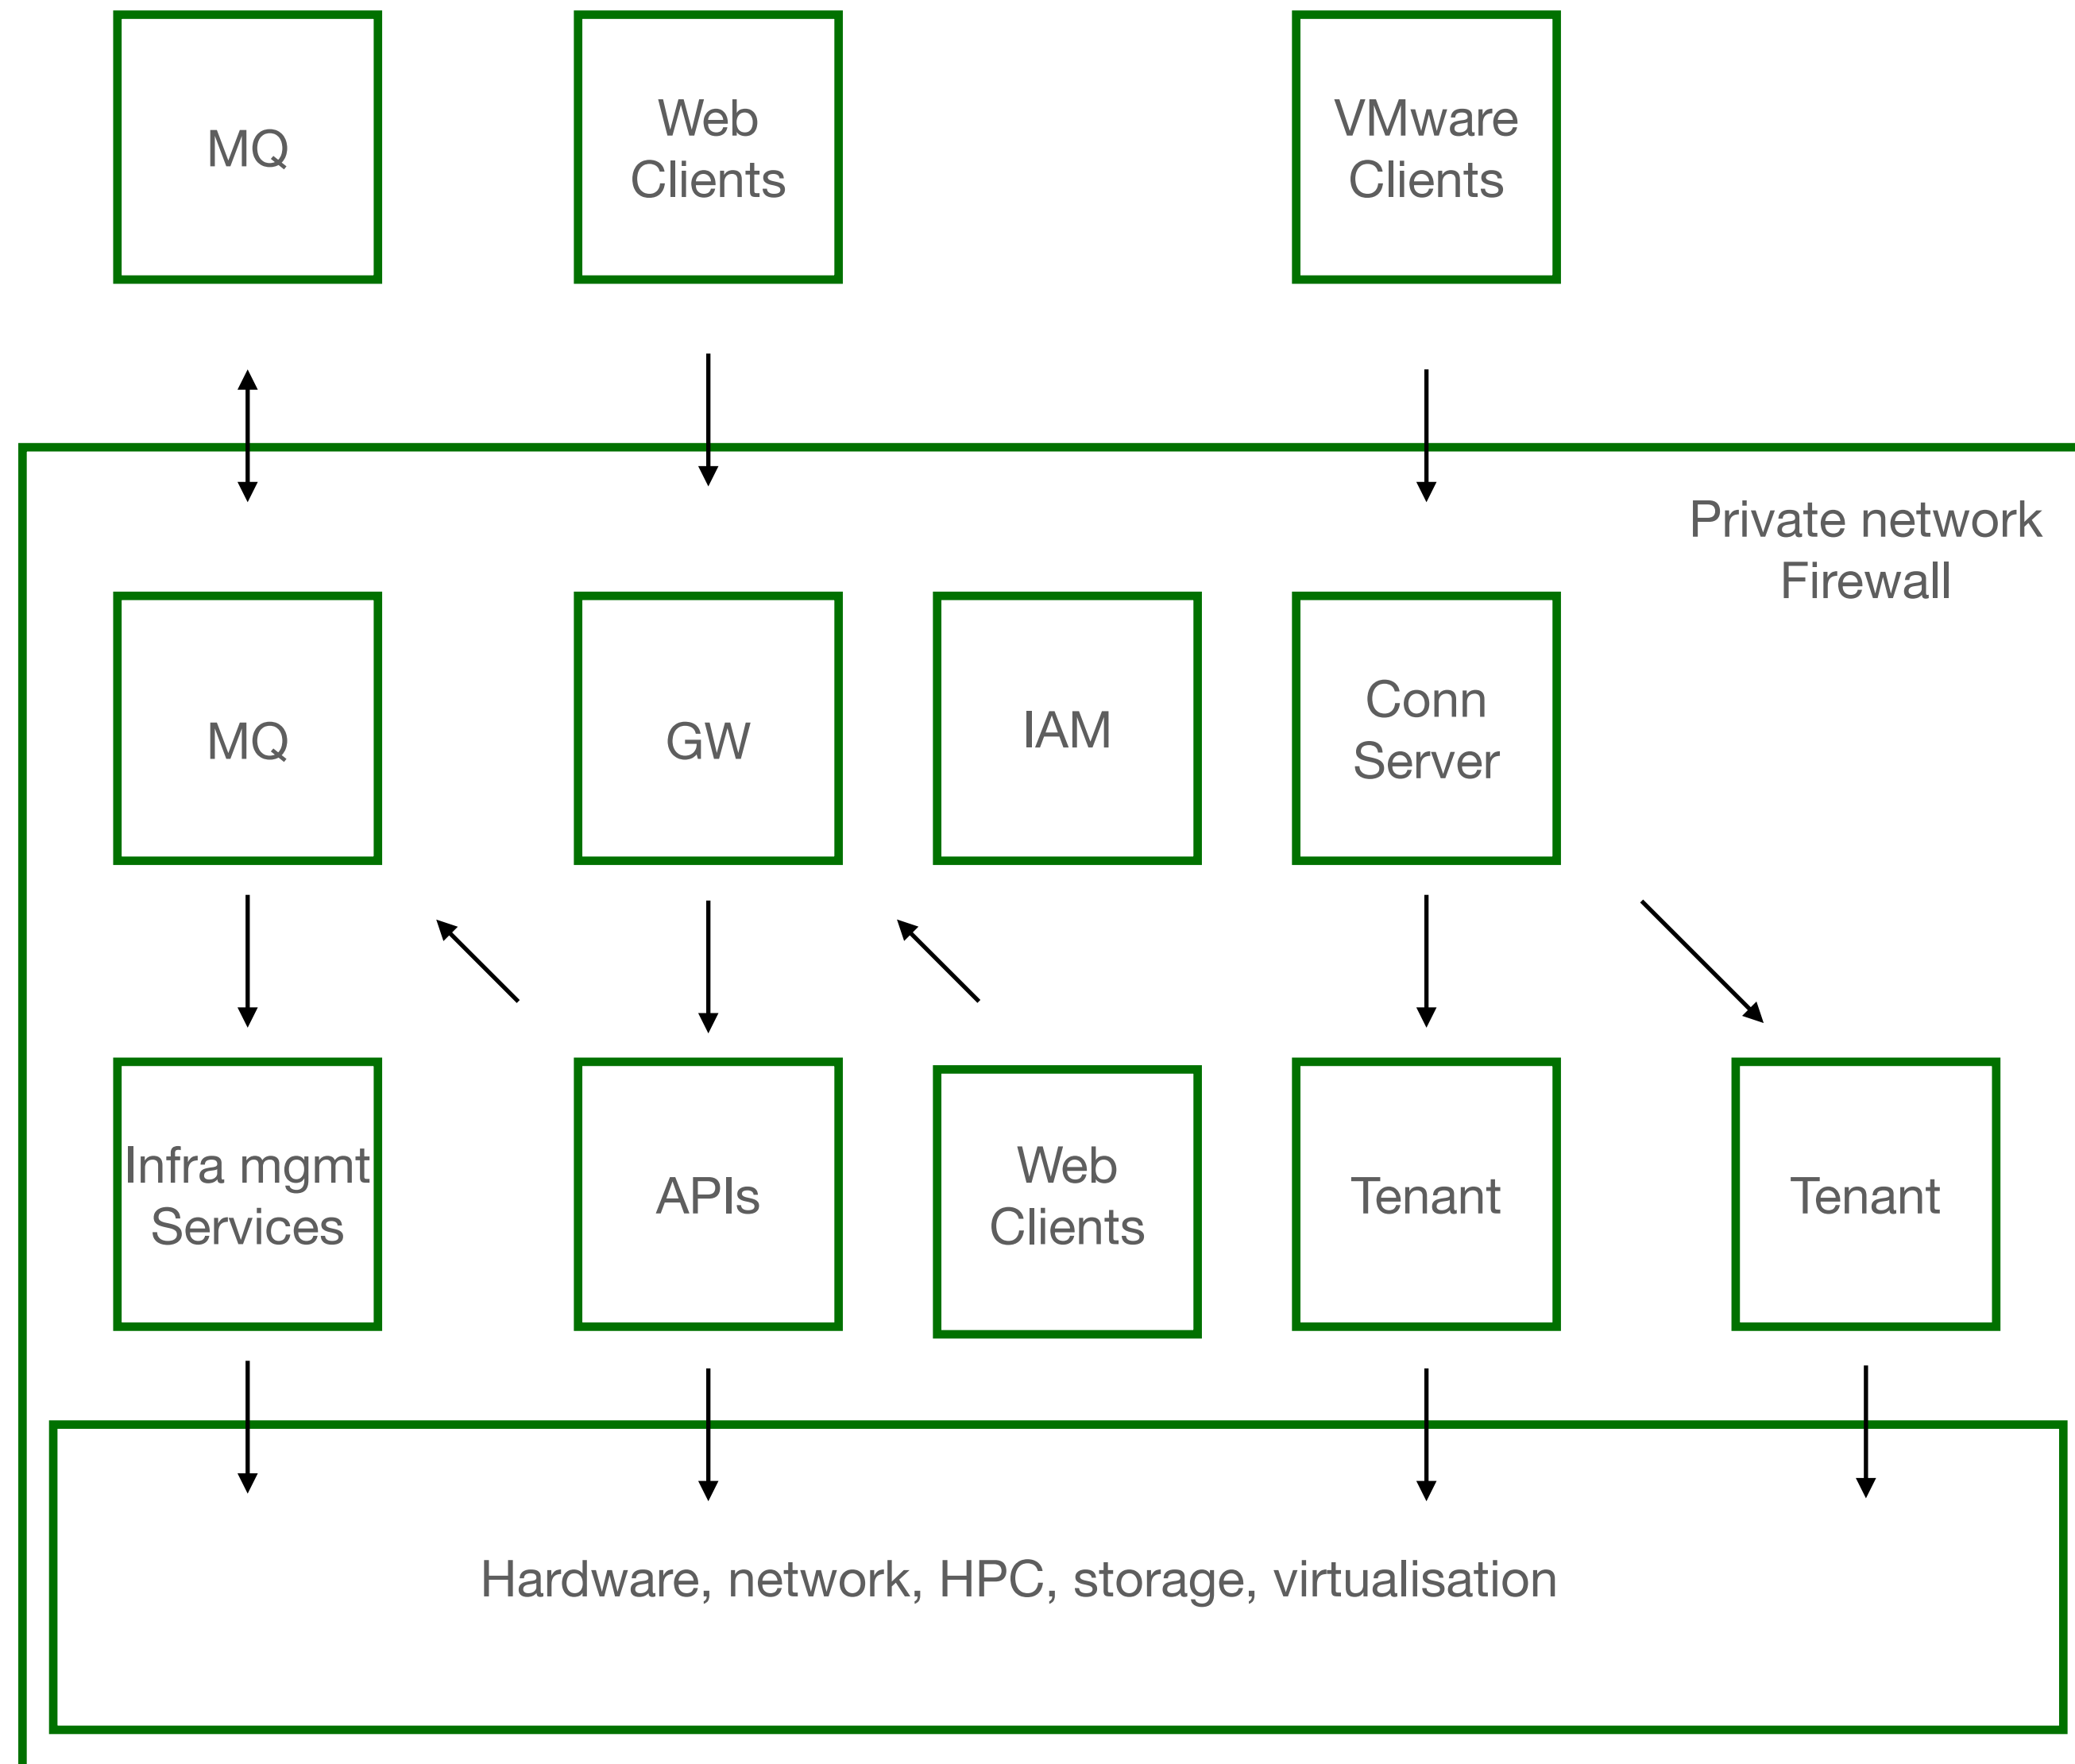 MQ
Web
Clients
VMware
Clients
Private network
Firewall
MQ
GW
IAM
Conn
Server
Infra mgmt
Services
APIs
Web
Clients
Tenant
Tenant
Hardware, network, HPC, storage, virtualisation